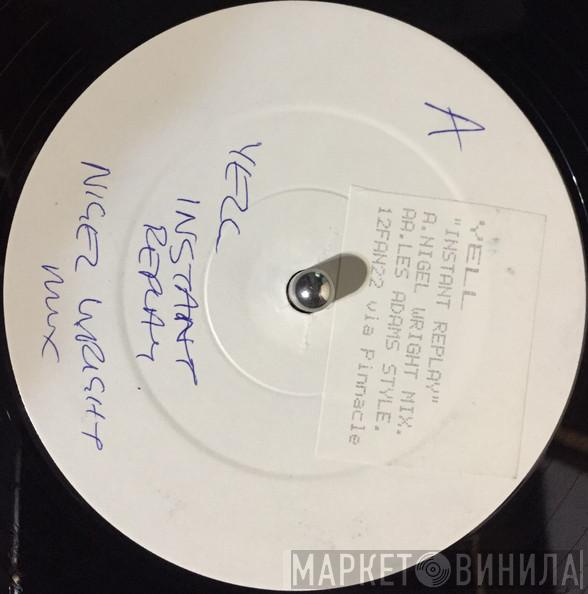 A
YELL
INSTANT
REPLAY.
NIGEL WRIGHT
MIX
YELL
"INSTANT REPLAY"
A.NIGEL WRIGHT MIX.
AA.LES ADAMS STYLE.
12FAN22 via Pinnacle
МАРКЕТ ВИНИЛА